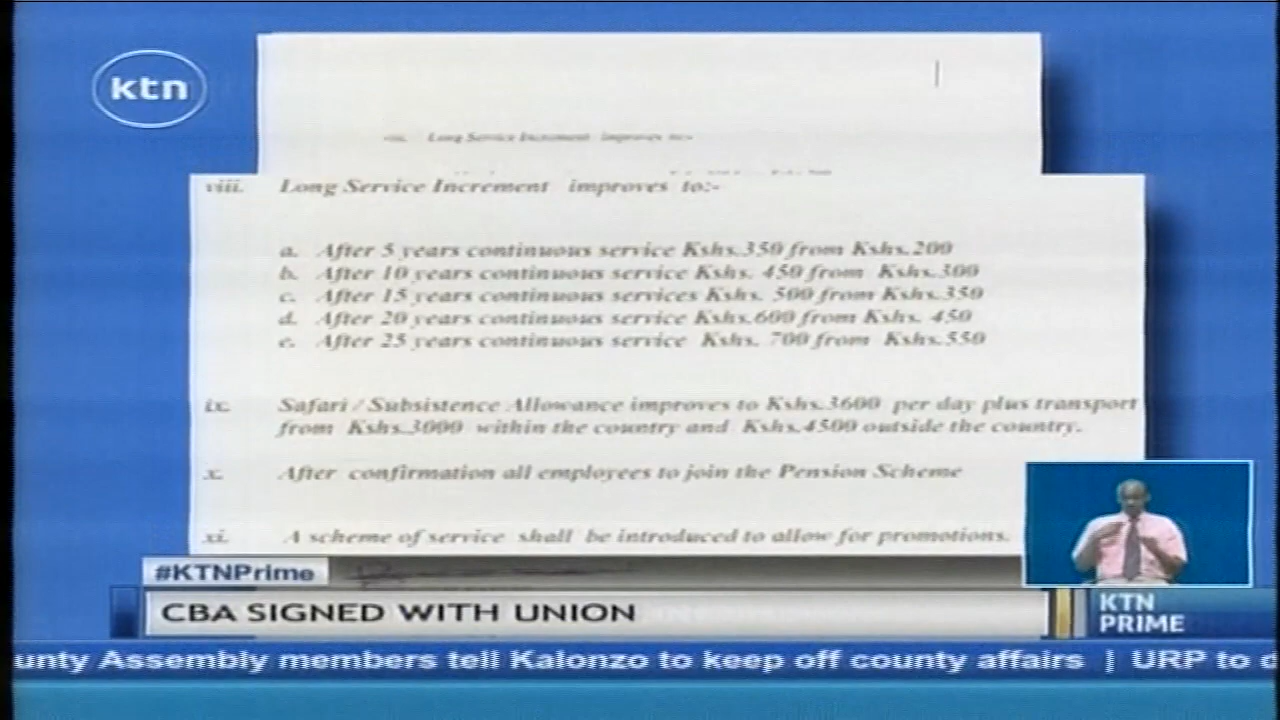 ktn
Long Service Increment improves to:-
viii. Long Service Increment improves to:-
a. After 5 years continuous service Kshs.350 from Kshs.200
b. After 10 years continuous service Kshs. 450 from Kshs.300
c. After 15 years continuous services Kshs. 500 from Kshs.350
d. After 20 years continuous service Kshs.600 from Kshs. 450
e. After 25 years continuous service Kshs. 700 from Kshs.550
ix. Safari / Subsistence Allowance improves to Kshs.3600 per day plus transport
from Kshs.3000 within the country and Kshs.4500 outside the country.
x. After confirmation all employees to join the Pension Scheme
xi. A scheme of service shall be introduced to allow for promotions.
#KTNPrime
CBA SIGNED WITH UNION
KTN
PRIME
unty Assembly members tell Kalonzo to keep off county affairs | URP to d